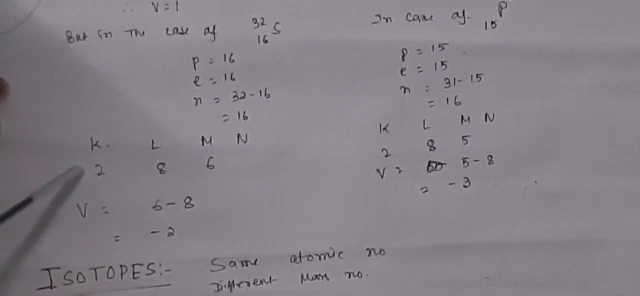 ∴ V = 1
But in the case of 32 16 S
p = 16
e = 16
n = 32-16
= 16
K. L M N
2 8 6
V = 6-8
= -2
In case of 15 P
p = 15
e = 15
n = 31-15
= 16
K L M N
2 8 5
V = 5-8
= -3
ISOTOPES:- Same atomic no
Different Mass no.